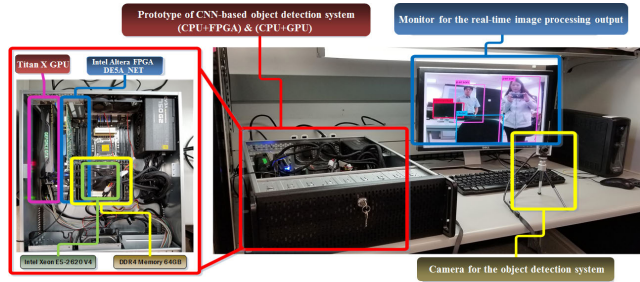 Prototype of CNN-based object detection system
(CPU+FPGA) & (CPU+GPU)
Monitor for the real-time image processing output
Titan X GPU
Intel Altera FPGA
DE5A_NET
Intel Xeon E5-2620 V4
DDR4 Memory 64GB
Camera for the object detection system